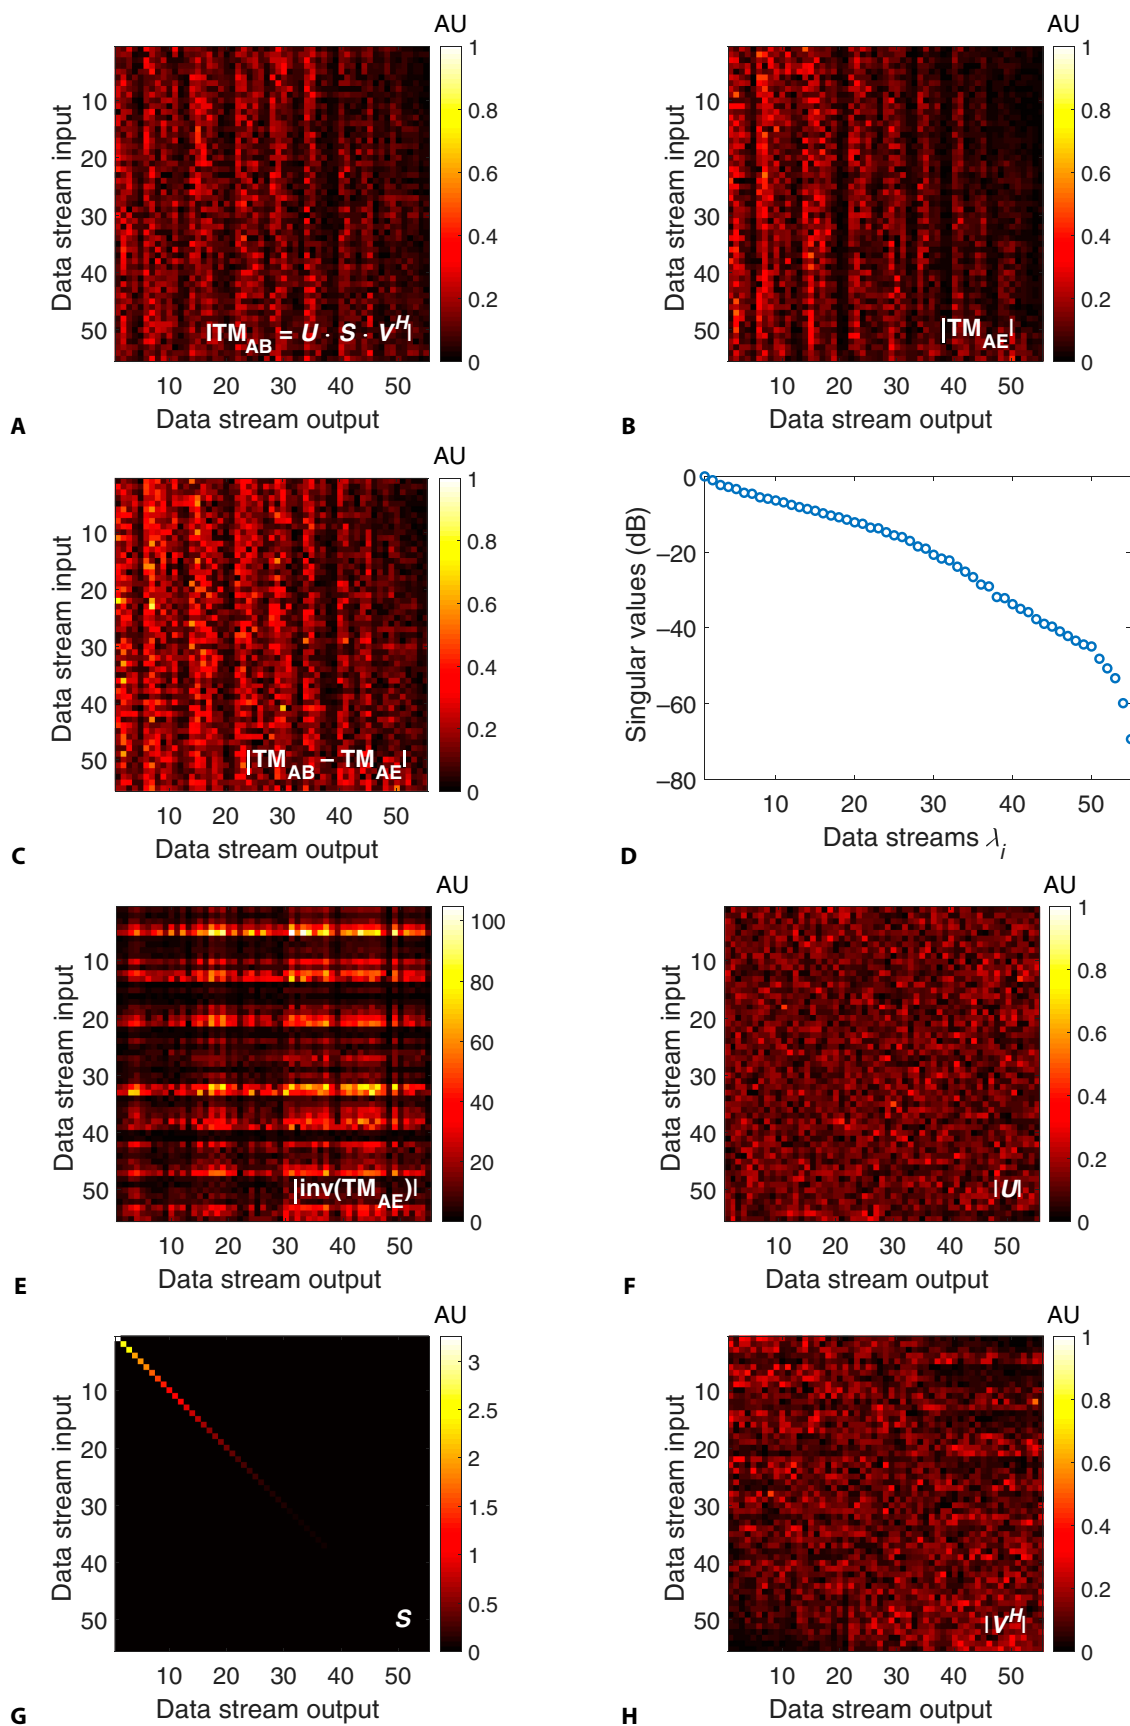 AU
1
0.8
0.6
0.4
0.2
0
10
20
30
40
50
Data stream input
|TM_AB = U · S · V^H|
10 20 30 40 50
Data stream output
A
AU
1
0.8
0.6
0.4
0.2
0
10
20
30
40
50
Data stream input
|TM_AE|
10 20 30 40 50
Data stream output
B
AU
1
0.8
0.6
0.4
0.2
0
10
20
30
40
50
Data stream input
|TM_AB – TM_AE|
10 20 30 40 50
Data stream output
C
0
−20
−40
−60
−80
Singular values (dB)
10 20 30 40 50
Data streams λ_i
D
AU
100
80
60
40
20
0
10
20
30
40
50
Data stream input
|inv(TM_AE)|
10 20 30 40 50
Data stream output
E
AU
1
0.8
0.6
0.4
0.2
0
10
20
30
40
50
Data stream input
|U|
10 20 30 40 50
Data stream output
F
AU
3
2.5
2
1.5
1
0.5
0
10
20
30
40
50
Data stream input
S
10 20 30 40 50
Data stream output
G
AU
1
0.8
0.6
0.4
0.2
0
10
20
30
40
50
Data stream input
|V^H|
10 20 30 40 50
Data stream output
H